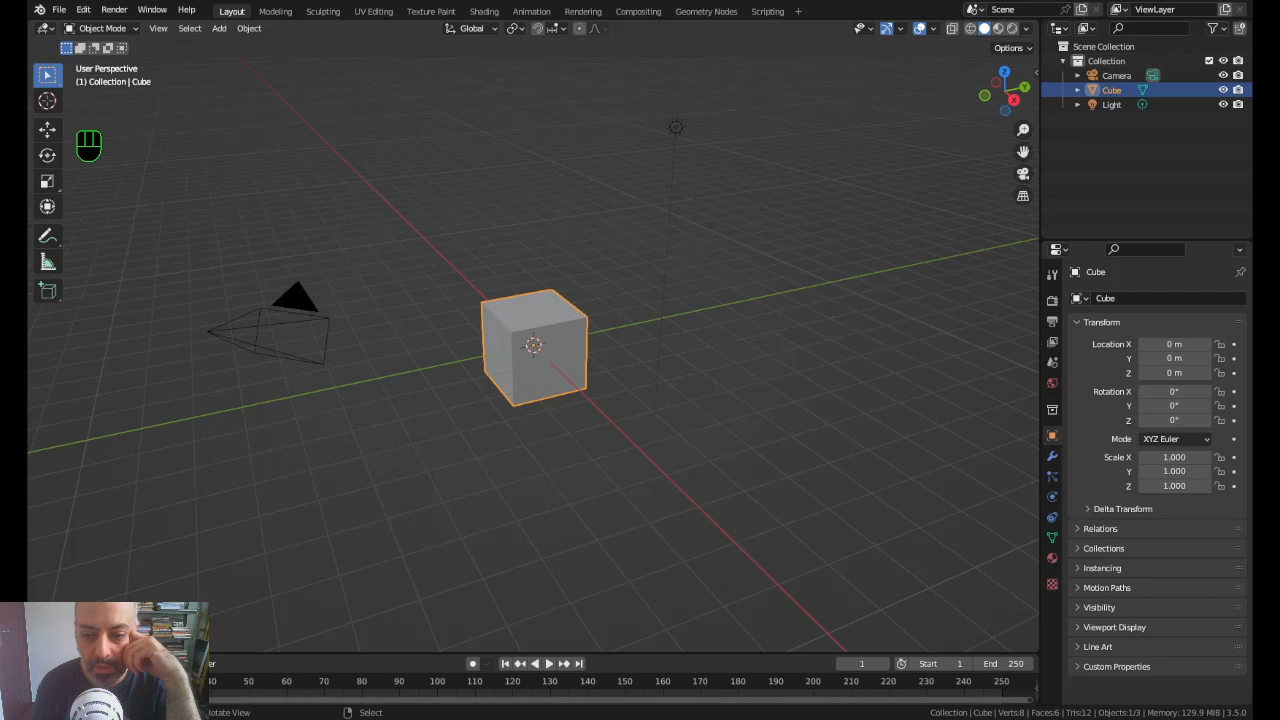 File Edit Render Window Help Layout Modeling Sculpting UV Editing Texture Paint Shading Animation Rendering Compositing Geometry Nodes Scripting + Scene ViewLayer
Object Mode View Select Add Object Global
Options
User Perspective
(1) Collection | Cube
Z
Y
X
Scene Collection
Collection
Camera
Cube
Light
Cube
Cube
Transform
Location X 0 m
Y 0 m
Z 0 m
Rotation X 0°
Y 0°
Z 0°
Mode XYZ Euler
Scale X 1.000
Y 1.000
Z 1.000
Delta Transform
Relations
Collections
Instancing
Motion Paths
Visibility
Viewport Display
Line Art
Custom Properties
1 Start 1 End 250
40 50 60 70 80 90 100 110 120 130 140 150 160 170 180 190 200 210 220 230 240 250
otate View Select Collection | Cube | Verts:8 | Faces:6 | Tris:12 | Objects:1/3 | Memory: 129.9 MiB | 3.5.0